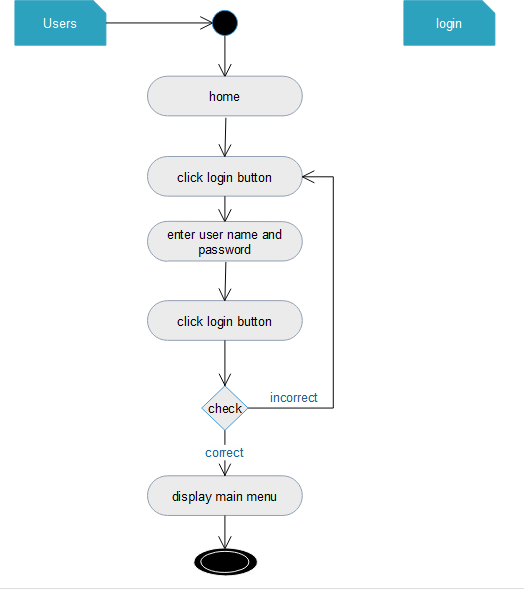 Users
login
home
click login button
enter user name and
password
click login button
check
incorrect
correct
display main menu